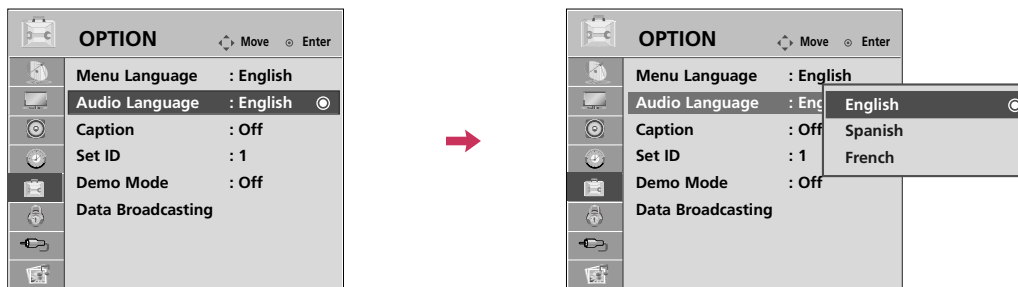 OPTION Move Enter
Menu Language : English
Audio Language : English
Caption : Off
Set ID : 1
Demo Mode : Off
Data Broadcasting
OPTION Move Enter
Menu Language : English
Audio Language : Eng
Caption : Off
Set ID : 1
Demo Mode : Off
Data Broadcasting
English
Spanish
French